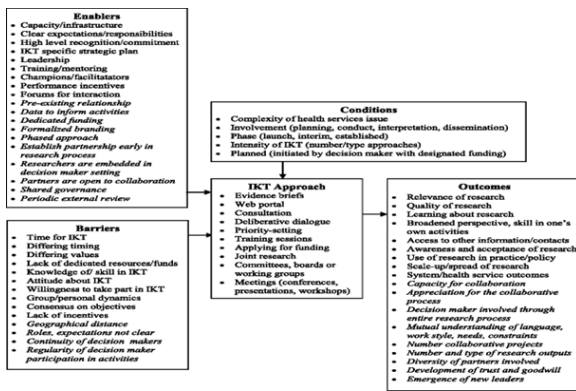 Enablers
• Capacity/infrastructure
• Clear expectations/responsibilities
• High level recognition/commitment
• IKT specific strategic plan
• Leadership
• Training/mentoring
• Champions/facilitatators
• Performance incentives
• Forums for interaction
• Pre-existing relationship
• Data to inform activities
• Dedicated funding
• Formalized branding
• Phased approach
• Establish partnership early in
research process
• Researchers are embedded in
decision maker setting
• Partners are open to collaboration
• Shared governance
• Periodic external review
Barriers
• Time for IKT
• Differing timing
• Differing values
• Lack of dedicated resources/funds
• Knowledge of/ skill in IKT
• Attitude about IKT
• Willingness to take part in IKT
• Group/personal dynamics
• Consensus on objectives
• Lack of incentives
• Geographical distance
• Roles, expectations not clear
• Continuity of decision makers
• Regularity of decision maker
participation in activities
Conditions
• Complexity of health services issue
• Involvement (planning, conduct, interpretation, dissemination)
• Phase (launch, interim, established)
• Intensity of IKT (number/type approaches)
• Planned (initiated by decision maker with designated funding)
IKT Approach
• Evidence briefs
• Web portal
• Consultation
• Deliberative dialogue
• Priority-setting
• Training sessions
• Applying for funding
• Joint research
• Committees, boards or
working groups
• Meetings (conferences,
presentations, workshops)
Outcomes
• Relevance of research
• Quality of research
• Learning about research
• Broadened perspective, skill in one's
own activities
• Access to other information/contacts
• Awareness and acceptance of research
• Use of research in practice/policy
• Scale-up/spread of research
• System/health service outcomes
• Capacity for collaboration
• Appreciation for the collaborative
process
• Decision maker involved through
entire research process
• Mutual understanding of language,
work style, needs, constraints
• Number collaborative projects
• Number and type of research outputs
• Diversity of partners involved
• Development of trust and goodwill
• Emergence of new leaders